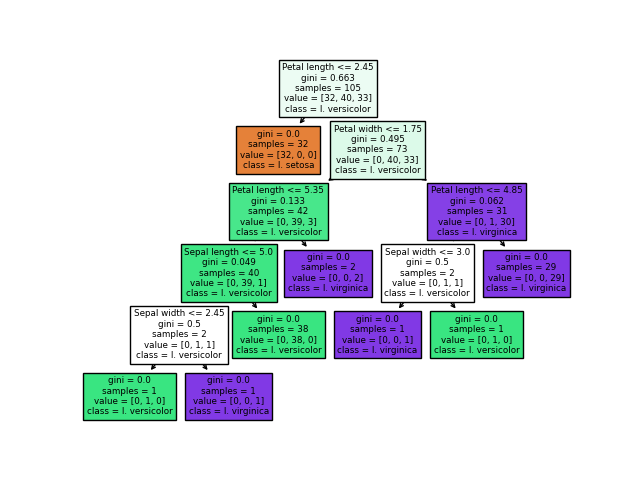 Petal length <= 2.45
gini = 0.663
samples = 105
value = [32, 40, 33]
class = I. versicolor
gini = 0.0
samples = 32
value = [32, 0, 0]
class = I. setosa
Petal width <= 1.75
gini = 0.495
samples = 73
value = [0, 40, 33]
class = I. versicolor
Petal length <= 5.35
gini = 0.133
samples = 42
value = [0, 39, 3]
class = I. versicolor
Petal length <= 4.85
gini = 0.062
samples = 31
value = [0, 1, 30]
class = I. virginica
Sepal length <= 5.0
gini = 0.049
samples = 40
value = [0, 39, 1]
class = I. versicolor
gini = 0.0
samples = 2
value = [0, 0, 2]
class = I. virginica
Sepal width <= 3.0
gini = 0.5
samples = 2
value = [0, 1, 1]
class = I. versicolor
gini = 0.0
samples = 29
value = [0, 0, 29]
class = I. virginica
Sepal width <= 2.45
gini = 0.5
samples = 2
value = [0, 1, 1]
class = I. versicolor
gini = 0.0
samples = 38
value = [0, 38, 0]
class = I. versicolor
gini = 0.0
samples = 1
value = [0, 0, 1]
class = I. virginica
gini = 0.0
samples = 1
value = [0, 1, 0]
class = I. versicolor
gini = 0.0
samples = 1
value = [0, 1, 0]
class = I. versicolor
gini = 0.0
samples = 1
value = [0, 0, 1]
class = I. virginica